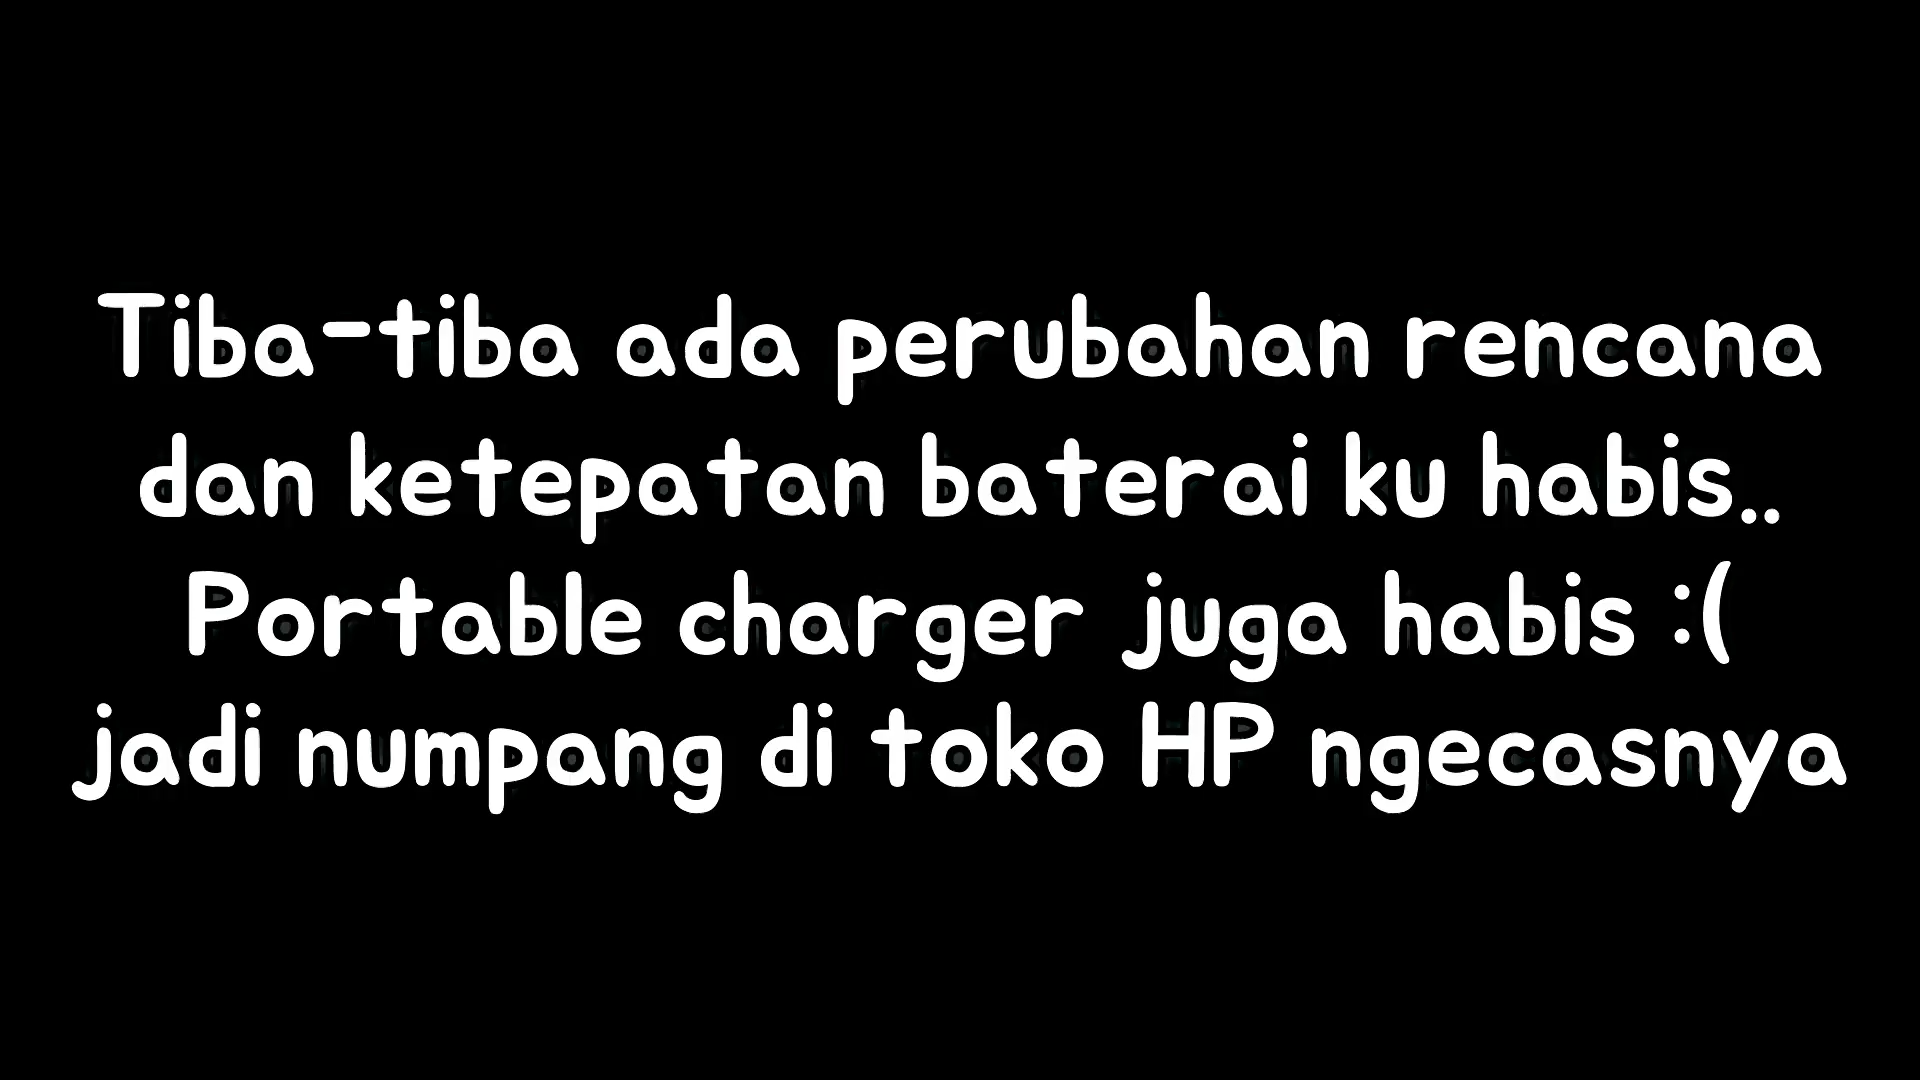 Tiba-tiba ada perubahan rencana
dan ketepatan baterai ku habis..
Portable charger juga habis :(
jadi numpang di toko HP ngecasnya